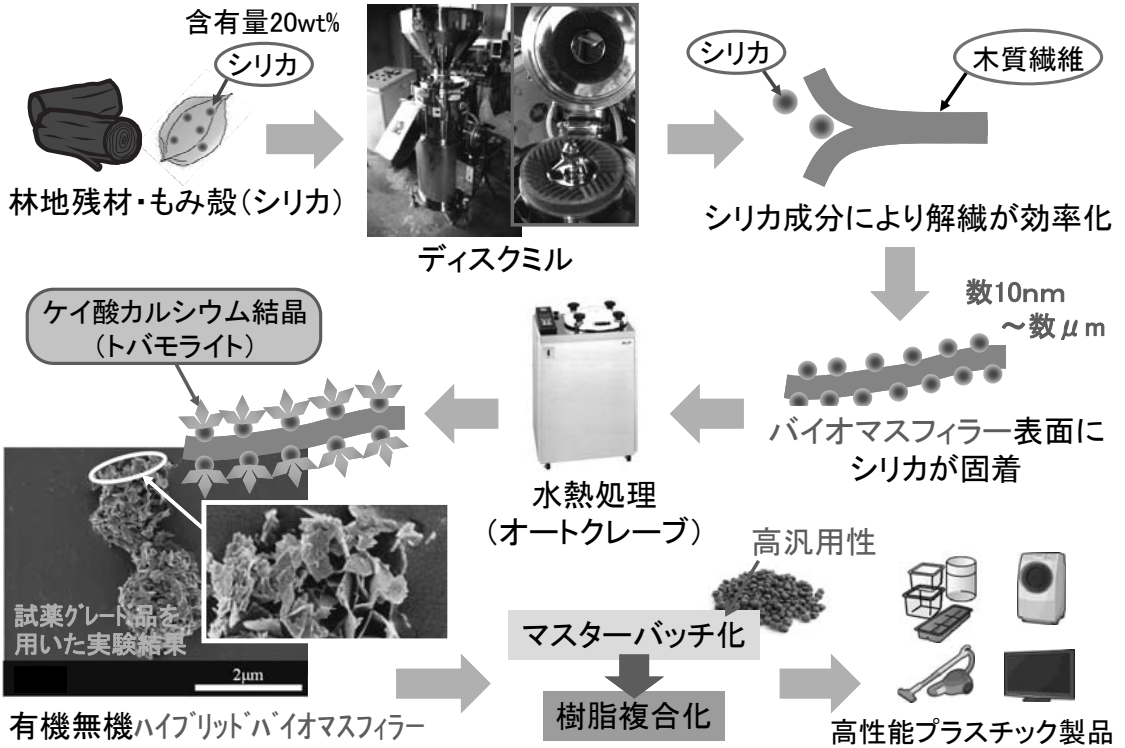 含有量20wt%
シリカ
林地残材・もみ殻（シリカ）
ディスクミル
シリカ
木質繊維
シリカ成分により解繊が効率化
数10nm
～数μm
バイオマスフィラー表面に
シリカが固着
水熱処理
（オートクレーブ）
ケイ酸カルシウム結晶
（トバモライト）
試薬グレード品を
用いた実験結果
2μm
有機無機ハイブリッドバイオマスフィラー
高汎用性
マスターバッチ化
樹脂複合化
高性能プラスチック製品